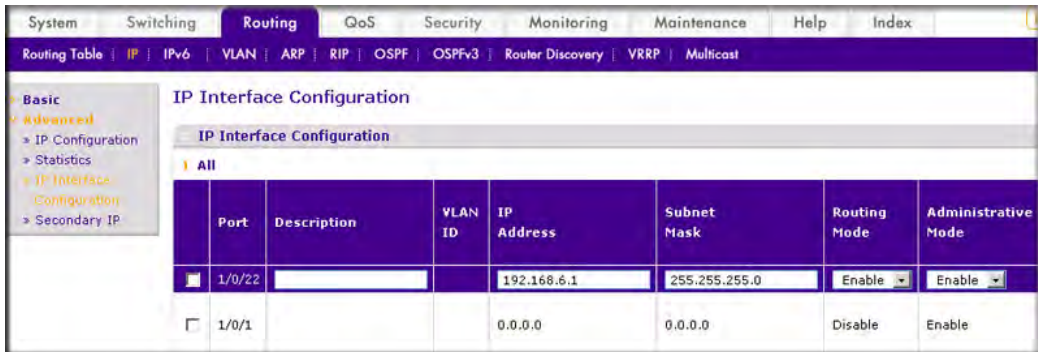 System Switching Routing QoS Security Monitoring Maintenance Help Index
Routing Table | IP | IPv6 | VLAN | ARP | RIP | OSPF | OSPFv3 | Router Discovery | VRRP | Multicast
Basic
Advanced
» IP Configuration
» Statistics
» IP Interface
Configuration
» Secondary IP
IP Interface Configuration
IP Interface Configuration
All
Port Description VLAN ID IP Address Subnet Mask Routing Mode Administrative Mode
1/0/22 192.168.6.1 255.255.255.0 Enable Enable
1/0/1 0.0.0.0 0.0.0.0 Disable Enable